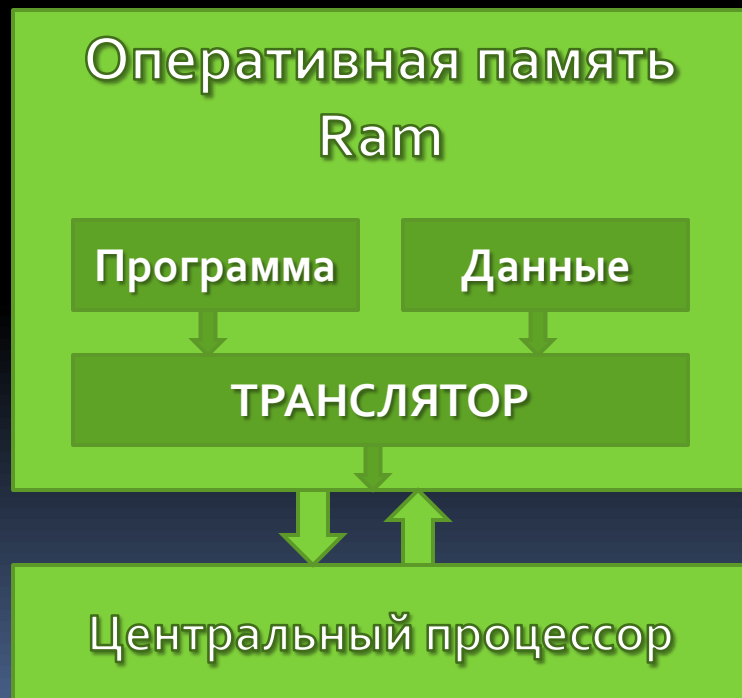 Оперативная память
Ram
Программа
Данные
ТРАНСЛЯТОР
Центральный процессор